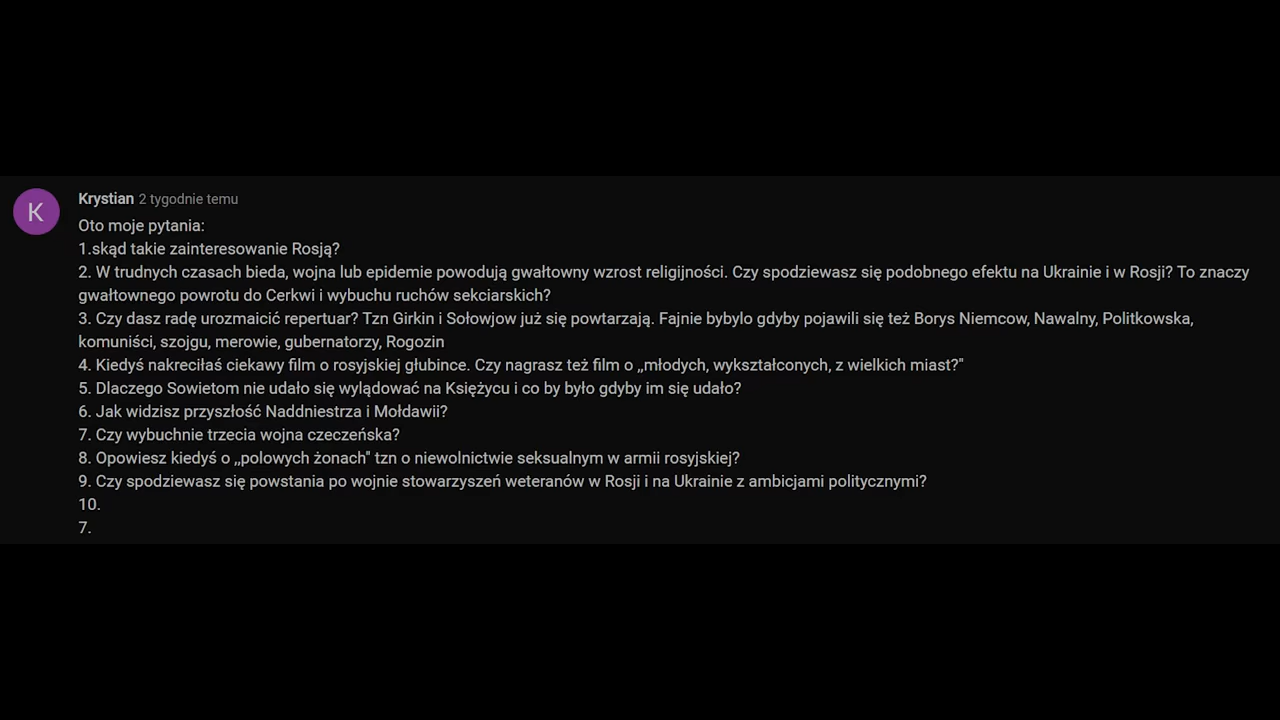 K
Krystian 2 tygodnie temu
Oto moje pytania:
1.skąd takie zainteresowanie Rosją?
2. W trudnych czasach bieda, wojna lub epidemie powodują gwałtowny wzrost religijności. Czy spodziewasz się podobnego efektu na Ukrainie i w Rosji? To znaczy
gwałtownego powrotu do Cerkwi i wybuchu ruchów sekciarskich?
3. Czy dasz radę urozmaicić repertuar? Tzn Girkin i Sołowjow już się powtarzają. Fajnie bybylo gdyby pojawili się też Borys Niemcow, Nawalny, Politkowska,
komuniści, szojgu, merowie, gubernatorzy, Rogozin
4. Kiedyś nakreciłaś ciekawy film o rosyjskiej głubince. Czy nagrasz też film o ,,młodych, wykształconych, z wielkich miast?"
5. Dlaczego Sowietom nie udało się wylądować na Księżycu i co by było gdyby im się udało?
6. Jak widzisz przyszłość Naddniestrza i Mołdawii?
7. Czy wybuchnie trzecia wojna czeczeńska?
8. Opowiesz kiedyś o ,,polowych żonach" tzn o niewolnictwie seksualnym w armii rosyjskiej?
9. Czy spodziewasz się powstania po wojnie stowarzyszeń weteranów w Rosji i na Ukrainie z ambicjami politycznymi?
10.
7.